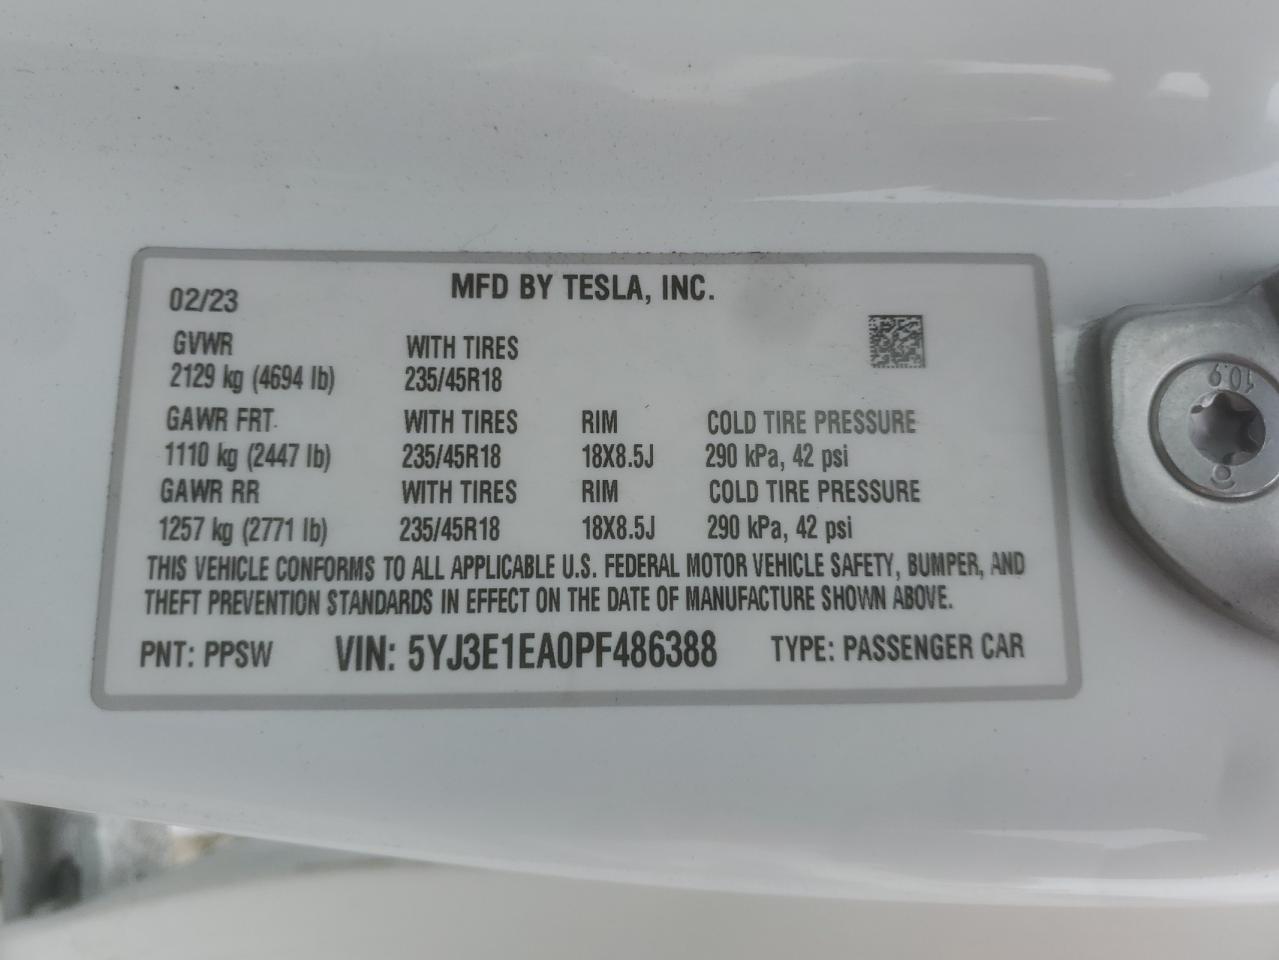 MFD BY TESLA, INC.
02/23
GVWR WITH TIRES
2129 kg (4694 lb) 235/45R18
GAWR FRT WITH TIRES RIM COLD TIRE PRESSURE
1110 kg (2447 lb) 235/45R18 18X8.5J 290 kPa, 42 psi
GAWR RR WITH TIRES RIM COLD TIRE PRESSURE
1257 kg (2771 lb) 235/45R18 18X8.5J 290 kPa, 42 psi
THIS VEHICLE CONFORMS TO ALL APPLICABLE U.S. FEDERAL MOTOR VEHICLE SAFETY, BUMPER, AND
THEFT PREVENTION STANDARDS IN EFFECT ON THE DATE OF MANUFACTURE SHOWN ABOVE.
PNT: PPSW VIN: 5YJ3E1EA0PF486388 TYPE: PASSENGER CAR
10.9